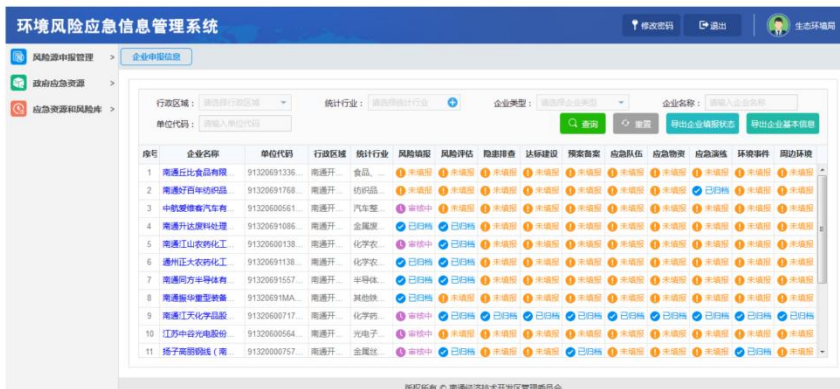 环境风险应急信息管理系统
修改密码 退出 生态环境局
风险源申报管理 > 企业申报信息
政府应急资源 >
应急资源和风险库 >
行政区域： 请选择行政区域 统计行业： 请选择统计行业 企业类型： 请选择企业类型 企业名称： 请输入企业名称
单位代码： 请输入单位代码 查询 重置 导出企业填报状态 导出企业基本信息
序号 企业名称 单位代码 行政区域 统计行业 风险填报 风险评估 隐患排查 达标建设 预案备案 应急队伍 应急物资 应急演练 环境事件 周边环境
1 南通丘比食品有限... 91320691336... 南通开... 食品、... 未填报 未填报 未填报 未填报 未填报 未填报 未填报 未填报 未填报 未填报
2 南通好百年纺织品... 91320691768... 南通开... 纺织品... 未填报 未填报 未填报 未填报 未填报 未填报 未填报 已归档 未填报 未填报
3 中航爱维客汽车有... 91320600561... 南通开... 汽车整... 审核中 未填报 未填报 未填报 未填报 未填报 未填报 未填报 未填报 未填报
4 南通升达废料处理... 91320691086... 南通开... 金属废... 已归档 已归档 未填报 未填报 未填报 未填报 未填报 未填报 未填报 未填报
5 南通江山农药化工... 91320600138... 南通开... 化学农... 审核中 已归档 未填报 未填报 未填报 未填报 未填报 未填报 未填报 未填报
6 通州正大农药化工... 91320691138... 南通开... 化学农... 已归档 已归档 未填报 未填报 未填报 未填报 未填报 未填报 未填报 未填报
7 南通同方半导体有... 91320691557... 南通开... 半导体... 已归档 已归档 未填报 未填报 未填报 未填报 未填报 未填报 未填报 未填报
8 南通振华重型装备... 91320691MA... 南通开... 其他铁... 已归档 未填报 未填报 未填报 未填报 未填报 未填报 未填报 未填报 未填报
9 南通江天化学品股... 91320600717... 南通开... 化学药... 审核中 已归档 已归档 已归档 已归档 已归档 已归档 已归档 已归档 已归档
10 江苏中谷光电股份... 91320600564... 南通开... 光电子... 审核中 未填报 未填报 未填报 未填报 未填报 未填报 未填报 未填报 未填报
11 扬子高丽钢线（南... 91320000757... 南通开... 金属丝... 审核中 已归档 未填报 未填报 已归档 未填报 未填报 未填报 已归档 未填报
版权所有 © 南通经济技术开发区管理委员会